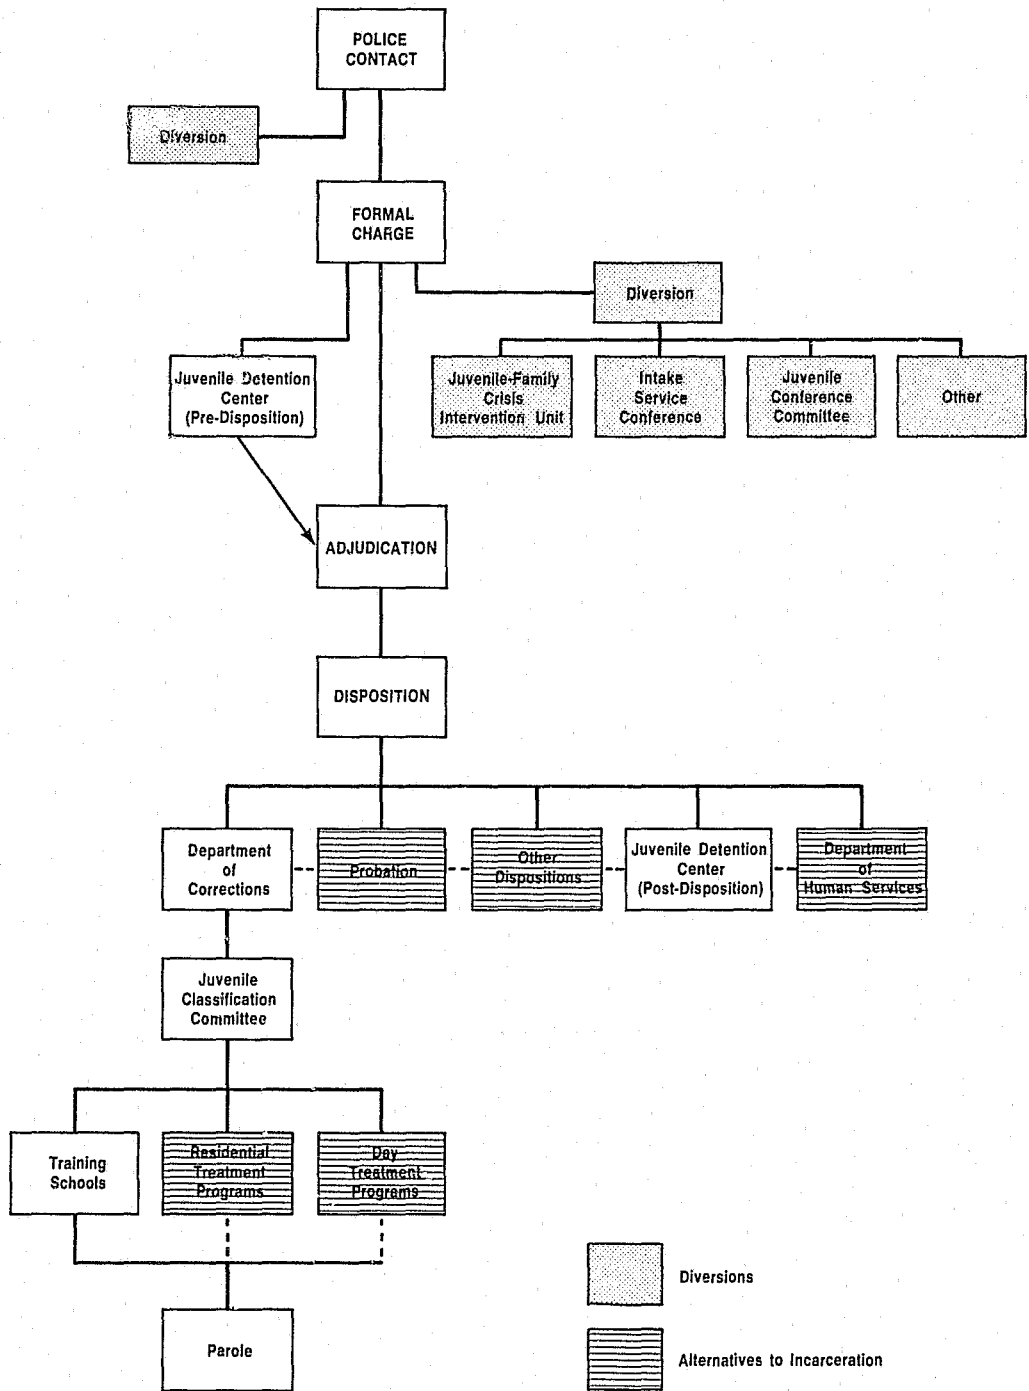 POLICE
CONTACT
Diversion
FORMAL
CHARGE
Diversion
Juvenile Detention
Center
(Pre-Disposition)
Juvenile-Family
Crisis
Intervention Unit
Intake
Service
Conference
Juvenile
Conference
Committee
Other
ADJUDICATION
DISPOSITION
Department
of
Corrections
Probation
Other
Dispositions
Juvenile Detention
Center
(Post-Disposition)
Department
of
Human Services
Juvenile
Classification
Committee
Training
Schools
Residential
Treatment
Programs
Day
Treatment
Programs
Parole
Diversions
Alternatives to Incarceration